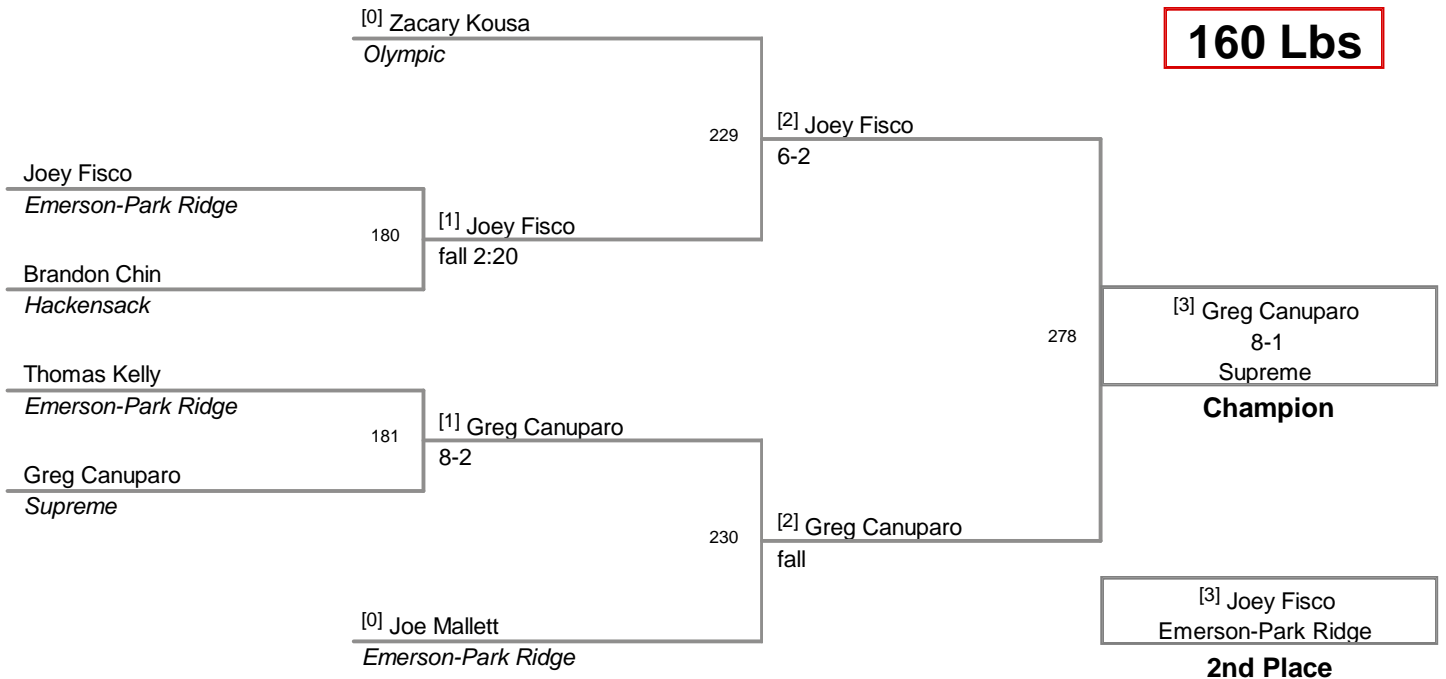 [0] Zacary Kousa
Olympic
160 Lbs
229
[2] Joey Fisco
6-2
Joey Fisco
Emerson-Park Ridge
180
[1] Joey Fisco
fall 2:20
Brandon Chin
Hackensack
278
[3] Greg Canuparo
8-1
Supreme
Champion
Thomas Kelly
Emerson-Park Ridge
181
[1] Greg Canuparo
8-2
Greg Canuparo
Supreme
230
[2] Greg Canuparo
fall
[0] Joe Mallett
Emerson-Park Ridge
[3] Joey Fisco
Emerson-Park Ridge
2nd Place